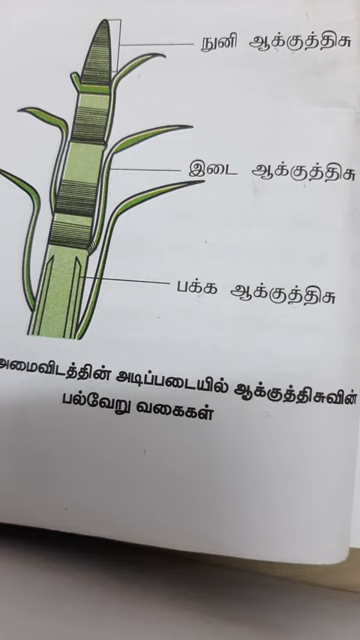 நுனி ஆக்குத்திசு
இடை ஆக்குத்திசு
பக்க ஆக்குத்திசு
அமைவிடத்தின் அடிப்படையில் ஆக்குத்திசுவின்
பல்வேறு வகைகள்